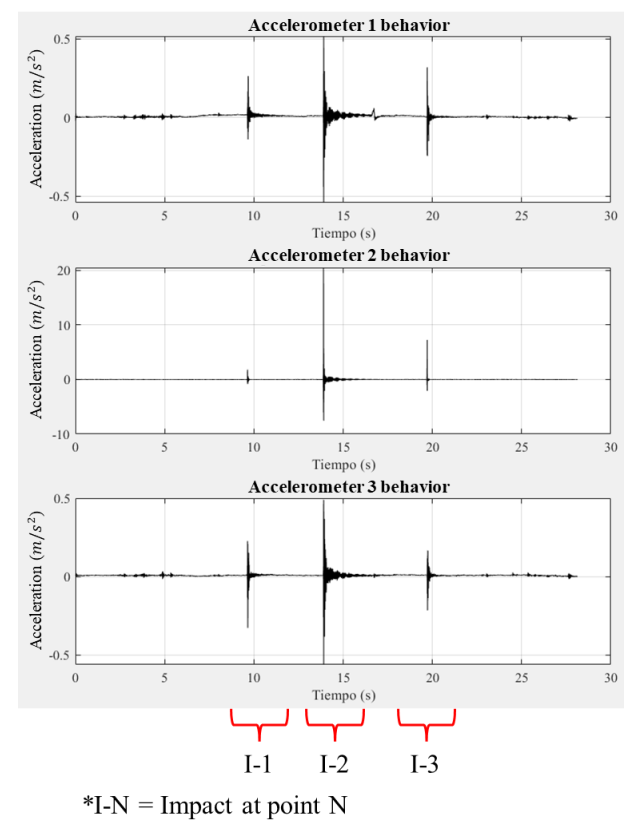 Accelerometer 1 behavior
Acceleration (m/s²)
0.5
0
-0.5
0 5 10 15 20 25 30
Tiempo (s)
Accelerometer 2 behavior
Acceleration (m/s²)
20
10
0
-10
0 5 10 15 20 25 30
Tiempo (s)
Accelerometer 3 behavior
Acceleration (m/s²)
0.5
0
-0.5
0 5 10 15 20 25 30
Tiempo (s)
I-1 I-2 I-3
*I-N = Impact at point N